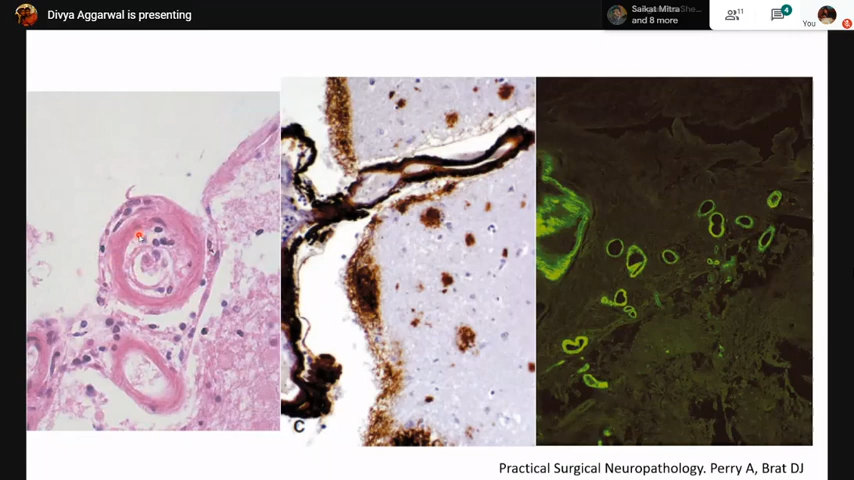 Divya Aggarwal is presenting
Saikat Mitra
and 8 more
11
4
You
C
Practical Surgical Neuropathology. Perry A, Brat DJ